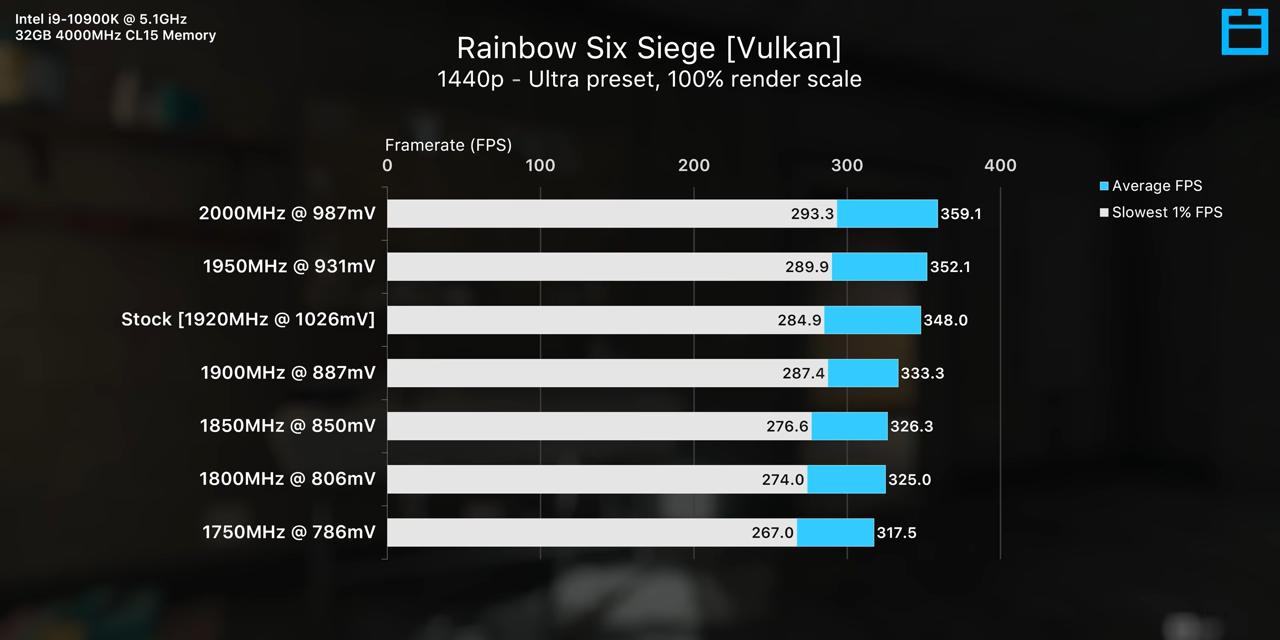 Intel i9-10900K @ 5.1GHz
32GB 4000MHz CL15 Memory
Rainbow Six Siege [Vulkan]
1440p - Ultra preset, 100% render scale
Framerate (FPS)
0 100 200 300 400
Average FPS
Slowest 1% FPS
2000MHz @ 987mV 293.3 359.1
1950MHz @ 931mV 289.9 352.1
Stock [1920MHz @ 1026mV] 284.9 348.0
1900MHz @ 887mV 287.4 333.3
1850MHz @ 850mV 276.6 326.3
1800MHz @ 806mV 274.0 325.0
1750MHz @ 786mV 267.0 317.5